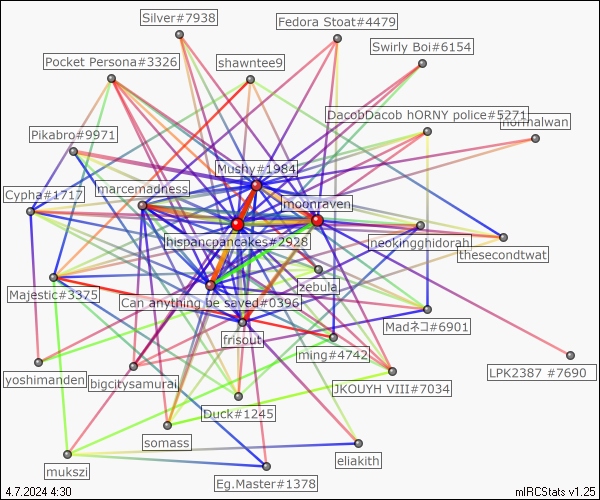 Silver#7938
Fedora Stoat#4479
Swirly Boi#6154
Pocket Persona#3326
shawntee9
DacobDacob hORNY police#5271
normalwan
Pikabro#9971
Mushy#1984
Cypha#1717
marcemadness
moonraven
hispancpancakes#2928
neokingghidorah
thesecondtwat
Majestic#3375
zebula
Can anything be saved#0396
Madネコ#6901
frisout
ming#4742
LPK2387 #7690
yoshimanden
bigcitysamurai
JKOUYH VIII#7034
Duck#1245
somass
eliakith
mukszi
Eg.Master#1378
4.7.2024 4:30
mIRCStats v1.25